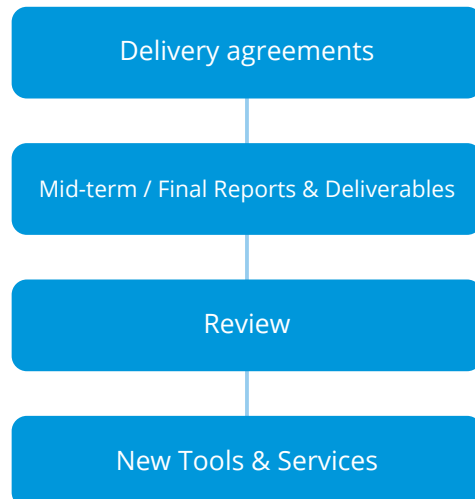 Delivery agreements
Mid-term / Final Reports & Deliverables
Review
New Tools & Services